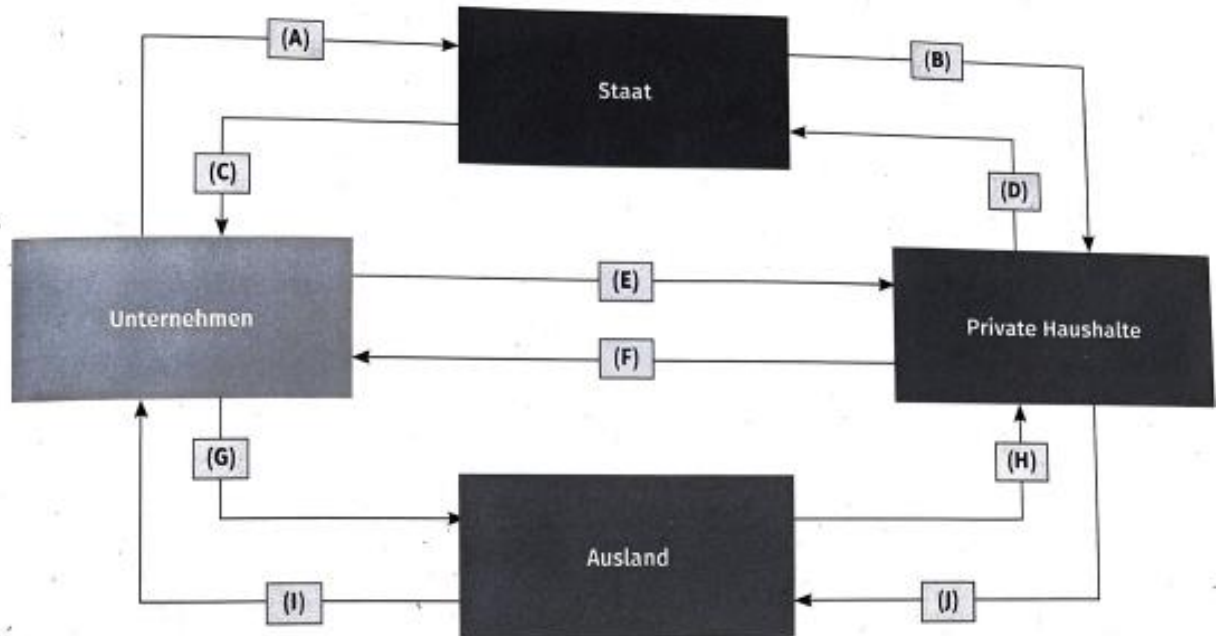 (A)
(B)
Staat
(C)
(D)
(E)
Unternehmen
Private Haushalte
(F)
(G)
(H)
Ausland
(I)
(J)